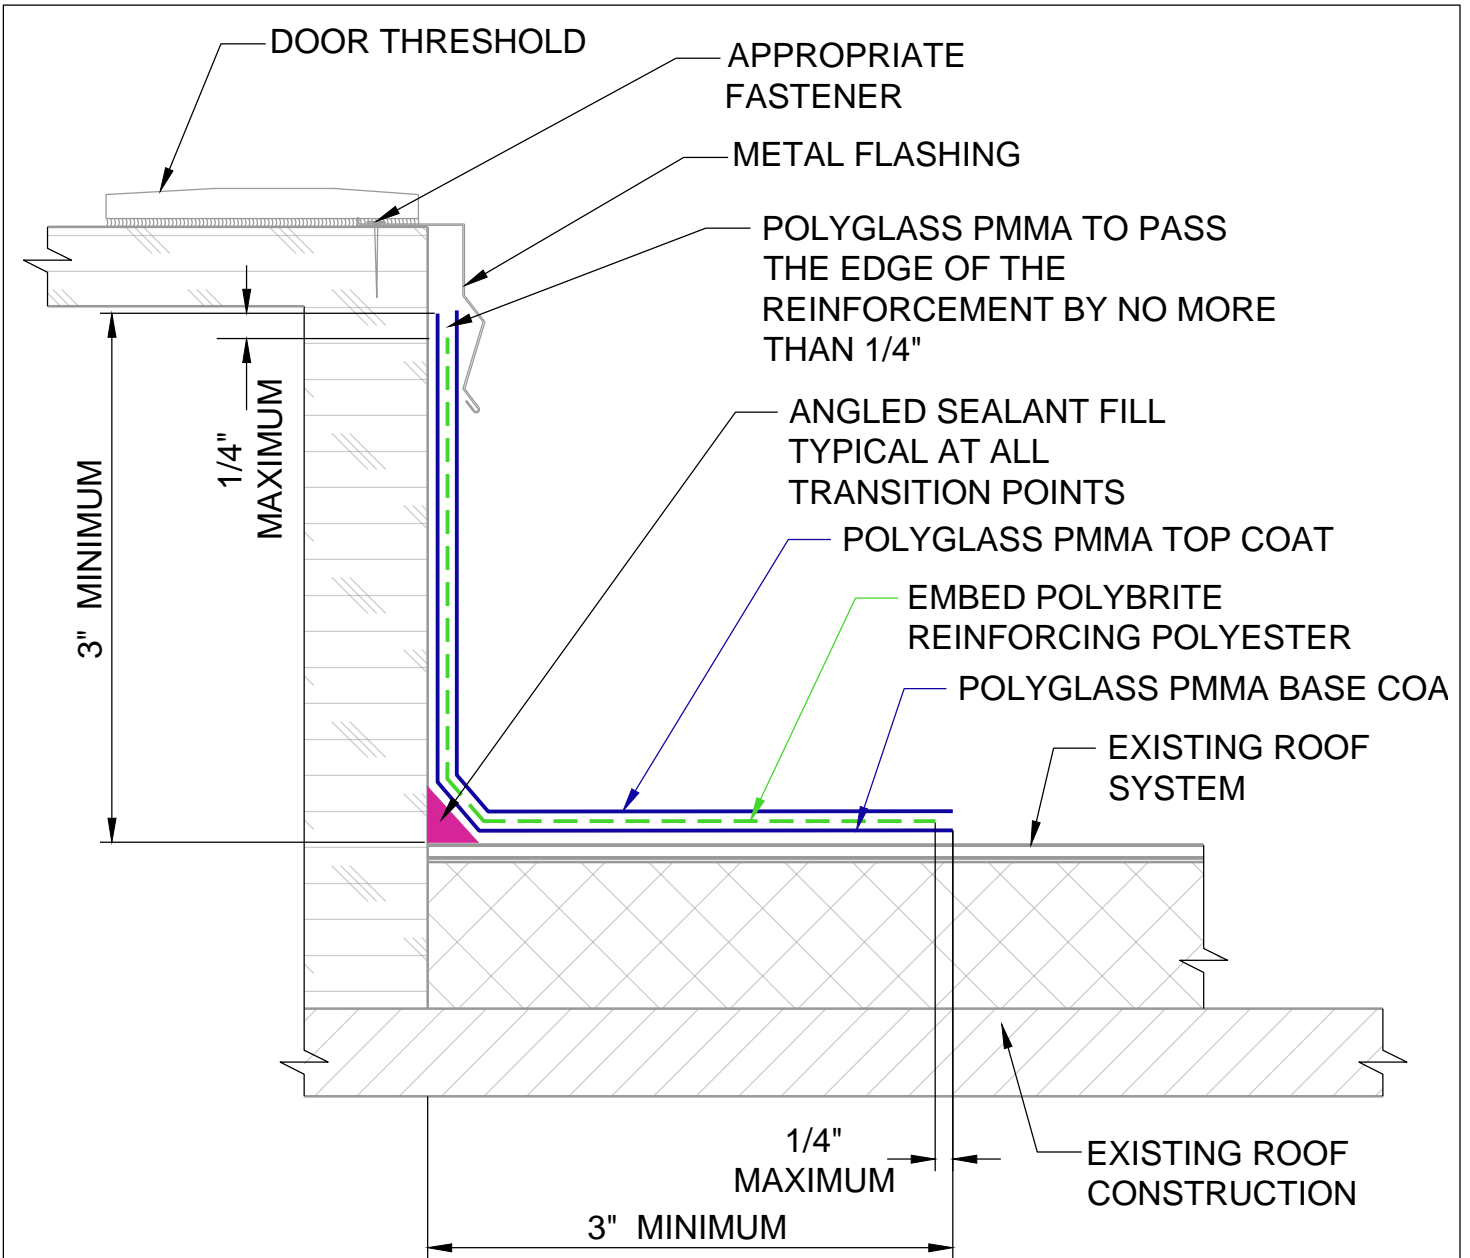 DOOR THRESHOLD
APPROPRIATE
FASTENER
METAL FLASHING
POLYGLASS PMMA TO PASS
THE EDGE OF THE
REINFORCEMENT BY NO MORE
THAN 1/4"
ANGLED SEALANT FILL
TYPICAL AT ALL
TRANSITION POINTS
POLYGLASS PMMA TOP COAT
EMBED POLYBRITE
REINFORCING POLYESTER
POLYGLASS PMMA BASE COA
EXISTING ROOF
SYSTEM
1/4"
MAXIMUM
3" MINIMUM
1/4"
MAXIMUM
3" MINIMUM
EXISTING ROOF
CONSTRUCTION